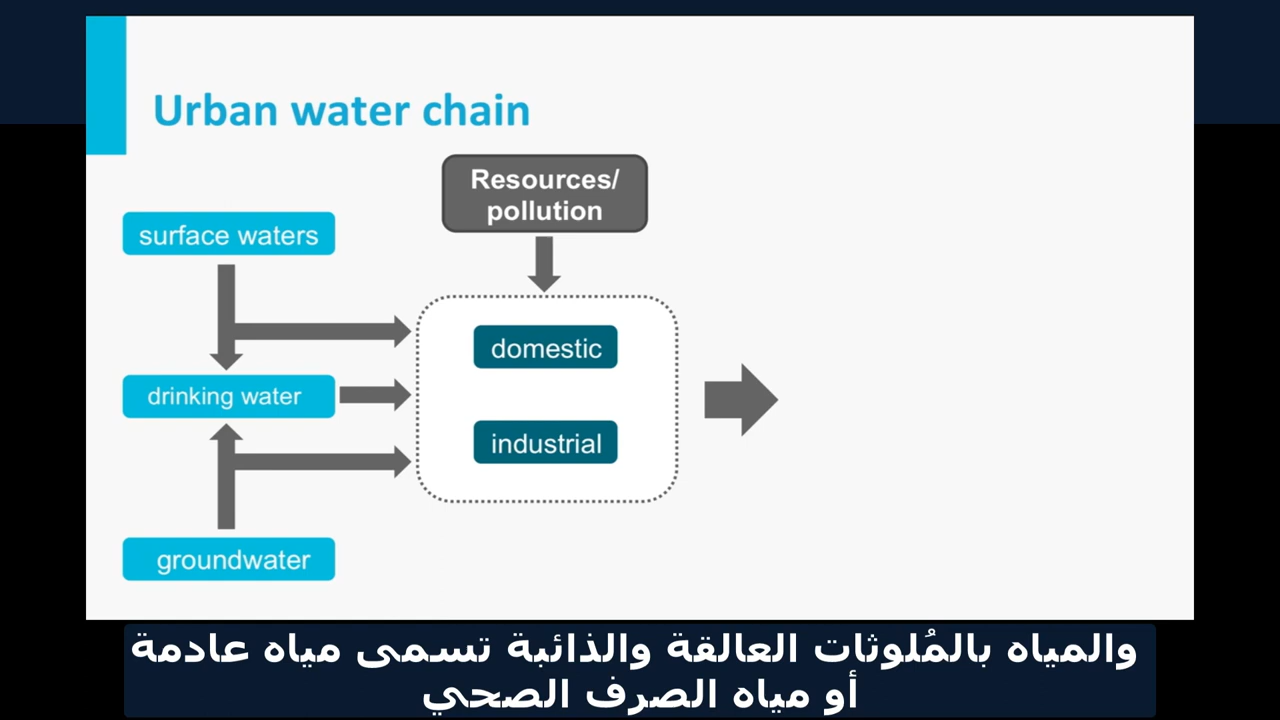 Urban water chain
Resources/
pollution
surface waters
domestic
drinking water
industrial
groundwater
والمياه بالمُلوثات العالقة والذائبة تسمى مياه عادمة
أو مياه الصرف الصحي